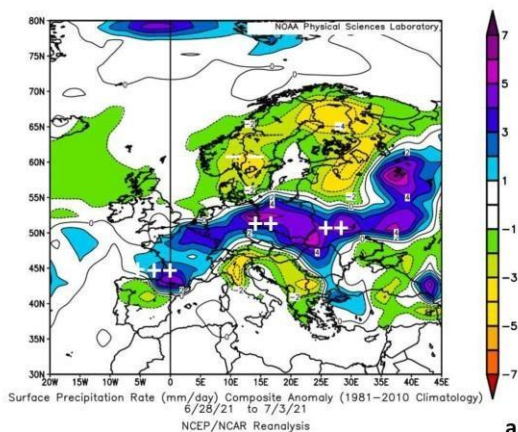 NOAA Physical Sciences Laboratory
80N
75N
70N
65N
60N
55N
50N
45N
40N
35N
30N
20W 15W 10W 5W 0 5E 10E 15E 20E 25E 30E 35E 40E 45E
7
5
4
3
1
-1
-2
-3
-5
-7
++
++
++
Surface Precipitation Rate (mm/day) Composite Anomaly (1981-2010 Climatology)
6/28/21 to 7/3/21
NCEP/NCAR Reanalysis
a